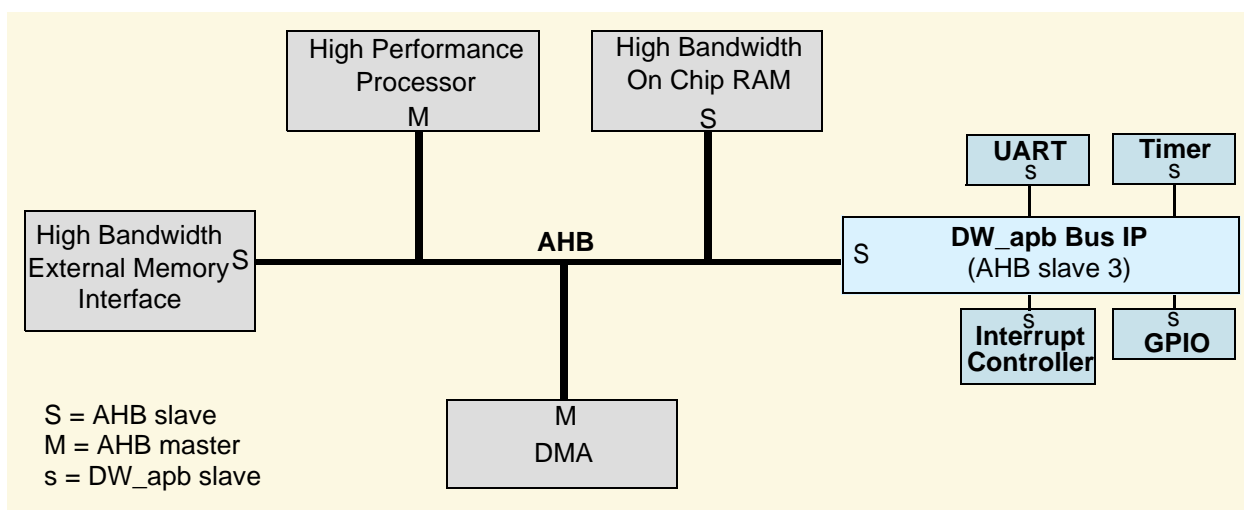 High Performance
Processor
M
High Bandwidth
On Chip RAM
S
UART
s
Timer
s
High Bandwidth
External Memory
Interface
S
AHB
S
DW_apb Bus IP
(AHB slave 3)
s
Interrupt
Controller
s
GPIO
M
DMA
S = AHB slave
M = AHB master
s = DW_apb slave